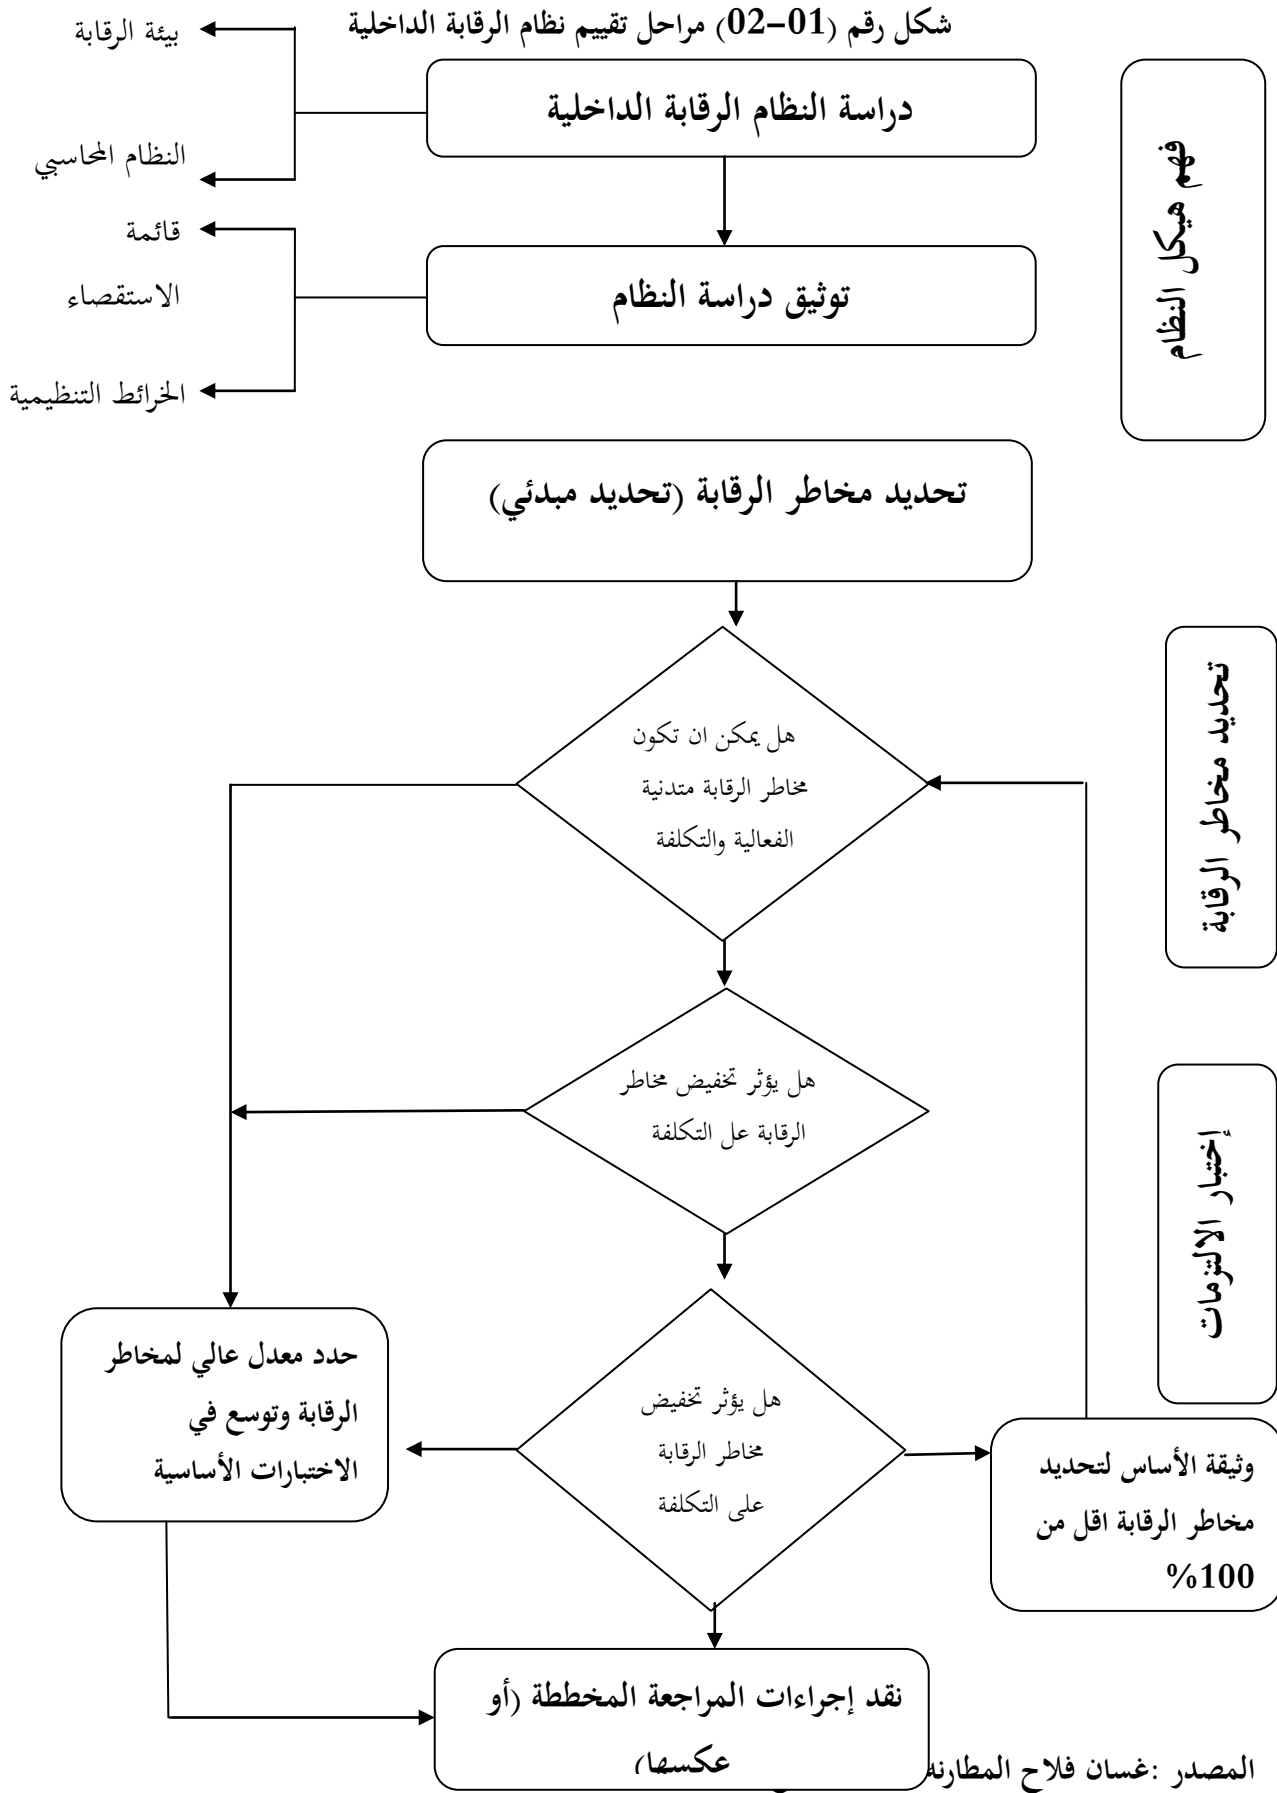 شكل رقم (01-02) مراحل تقييم نظام الرقابة الداخلية
فهم هيكل النظام
دراسة النظام الرقابة الداخلية
بيئة الرقابة
النظام المحاسبي
توثيق دراسة النظام
قائمة
الاستقصاء
الخرائط التنظيمية
تحديد مخاطر الرقابة (تحديد مبدئي)
تحديد مخاطر الرقابة
هل يمكن ان تكون
مخاطر الرقابة متدنية
الفعالية والتكلفة
إختبار الالتزمات
هل يؤثر تخفيض مخاطر
الرقابة عل التكلفة
هل يؤثر تخفيض
مخاطر الرقابة
على التكلفة
وثيقة الأساس لتحديد
مخاطر الرقابة اقل من
100%
حدد معدل عالي لمخاطر
الرقابة وتوسع في
الاختبارات الأساسية
نقد إجراءات المراجعة المخططة (أو
عكسها)
المصدر :غسان فلاح المطارنه